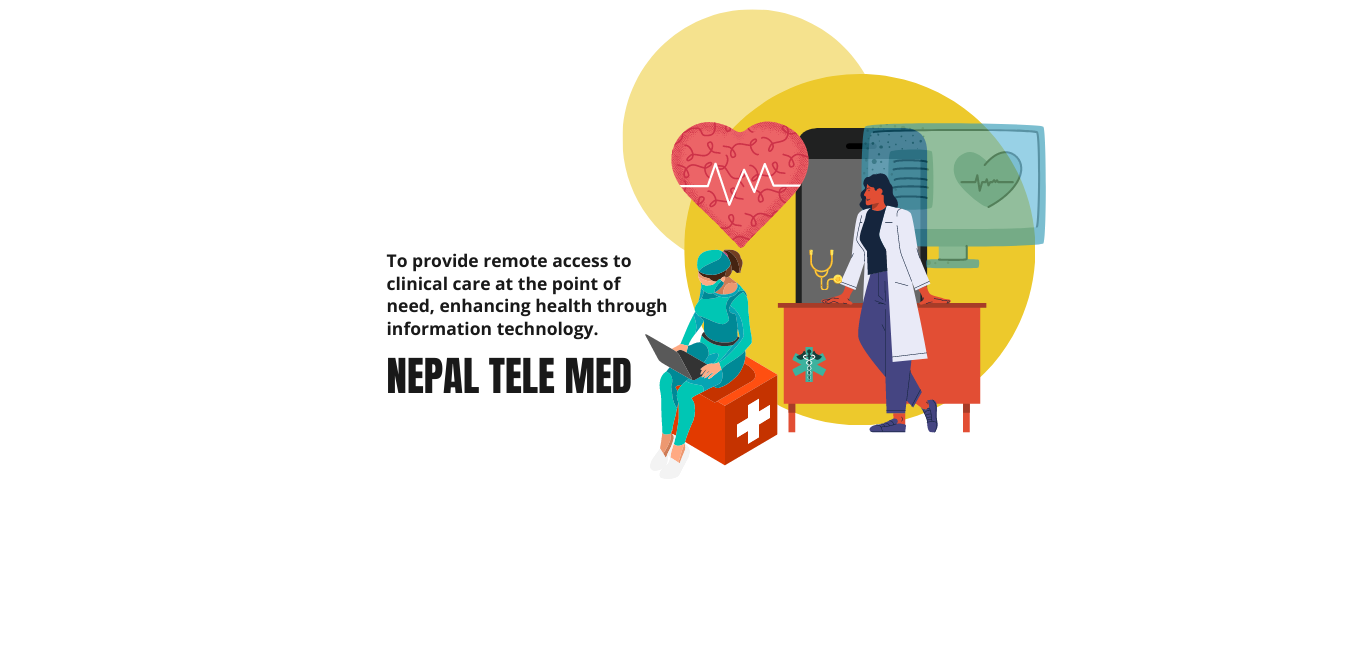 To provide remote access to
clinical care at the point of
need, enhancing health through
information technology.
NEPAL TELE MED